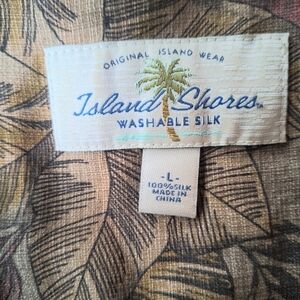 ORIGINAL ISLAND WEAR
Island Shores
WASHABLE SILK
-L-
100%SILK
MADE IN
CHINA